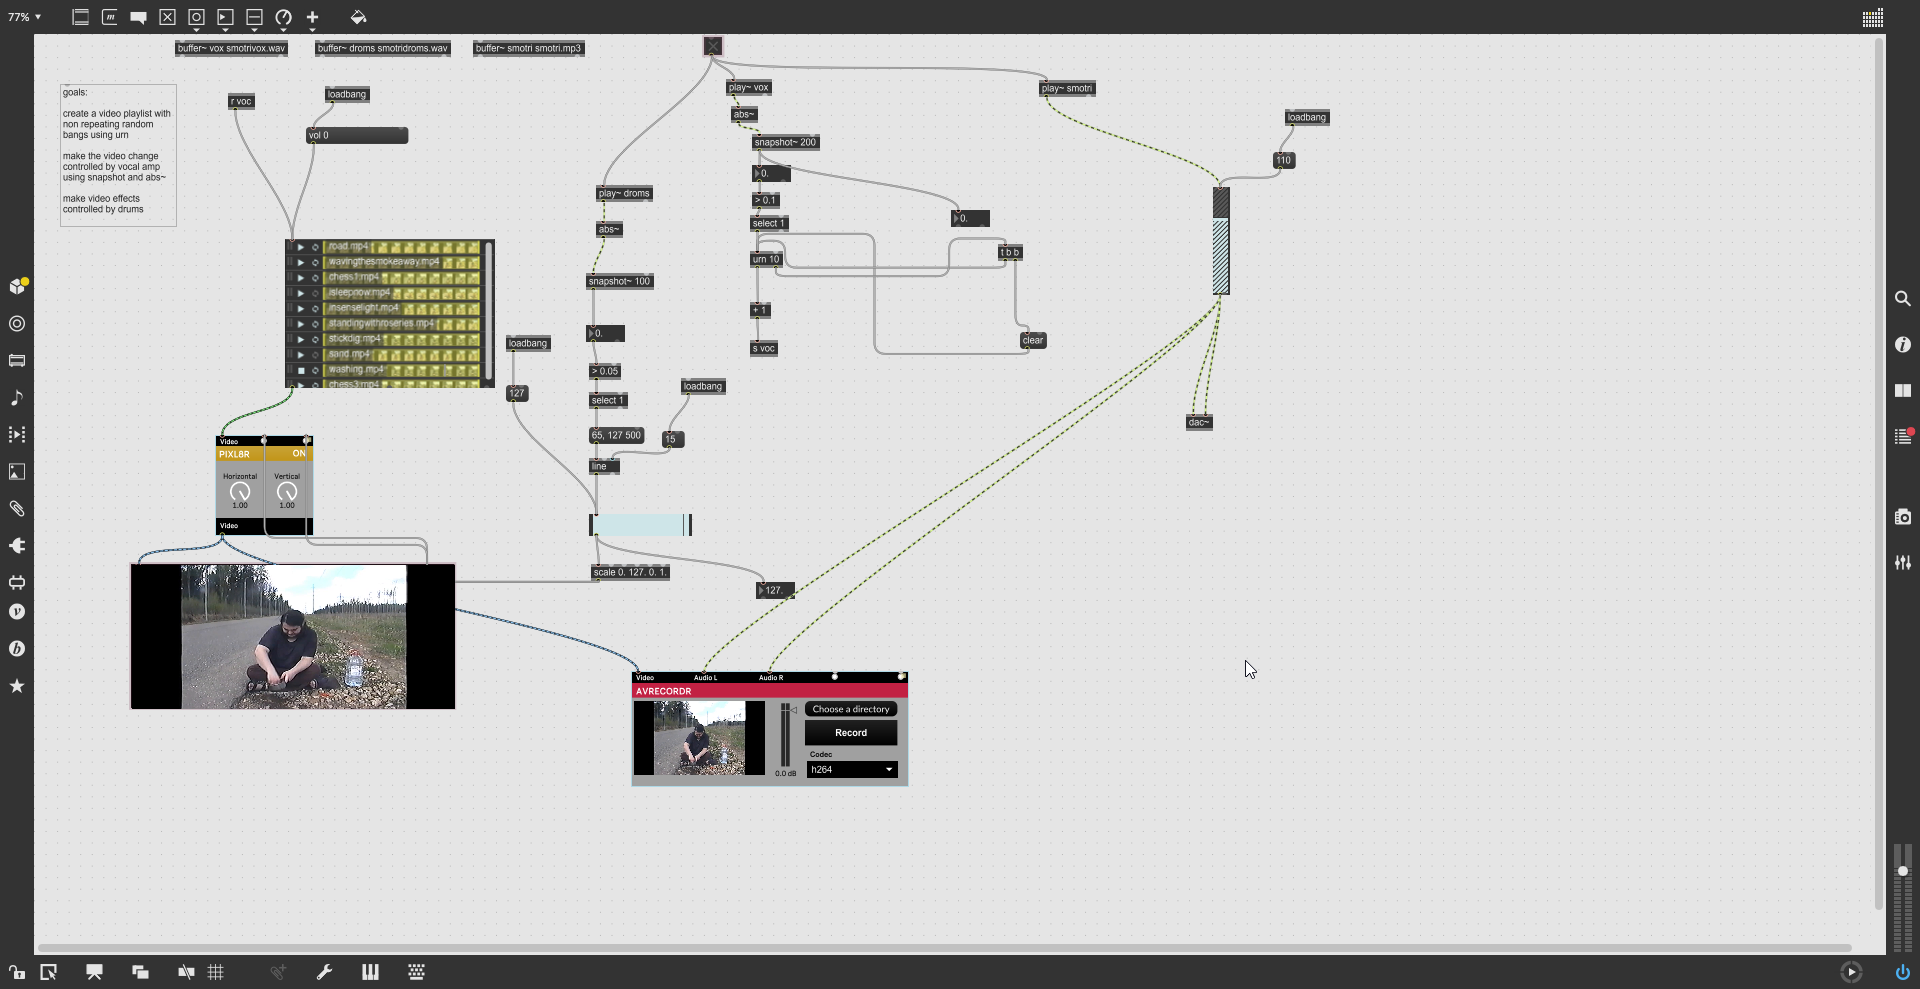 77%
buffer~ vox smotrivox.wav
buffer~ droms smotridroms.wav
buffer~ smotri smotri.mp3
goals:
create a video playlist with
non repeating random
bangs using urn
make the video change
controlled by vocal amp
using snapshot and abs~
make video effects
controlled by drums
r voc
loadbang
vol 0
road.mp4
wavingthesmokeaway.mp4
chess1.mp4
isleepnow.mp4
insenselight.mp4
standingwithroseries.mp4
stickdig.mp4
sand.mp4
washing.mp4
chess3.mp4
play~ vox
abs~
snapshot~ 200
0.
> 0.1
select 1
urn 10
+ 1
s voc
0.
t b b
clear
play~ droms
abs~
snapshot~ 100
0.
> 0.05
select 1
65, 127 500
line
loadbang
15
loadbang
127
scale 0. 127. 0. 1.
127.
play~ smotri
loadbang
110
dac~
Video
PIXL8R ON
Horizontal Vertical
1.00 1.00
Video
Video Audio L Audio R
AVRECORDR
Choose a directory
Record
Codec
h264
0.0 dB